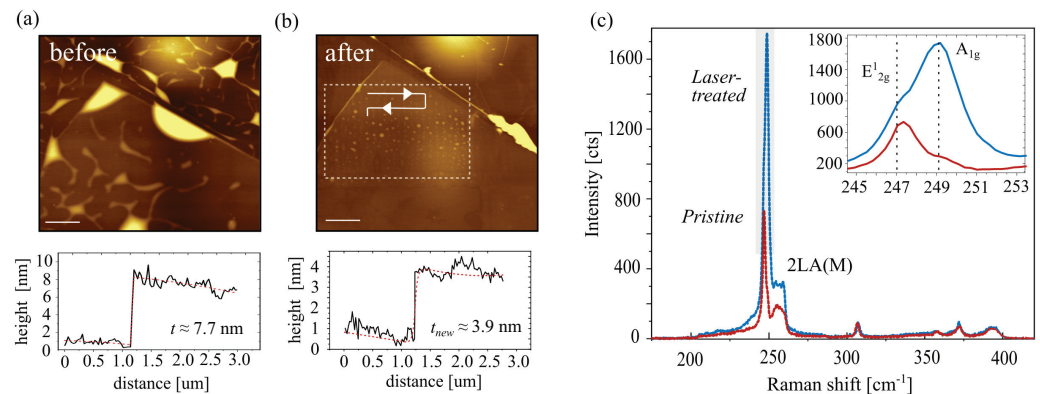 (a)
before
10
8
6
4
2
0
height [nm]
t ≈ 7.7 nm
0 0.5 1.0 1.5 2.0 2.5 3.0
distance [um]
(b)
after
4
3
2
1
0
height [nm]
t_new ≈ 3.9 nm
0 0.5 1.0 1.5 2.0 2.5 3.0
distance [um]
(c)
1600
1200
800
400
0
Intensity [cts]
Laser-
treated
Pristine
2LA(M)
200 250 300 350 400
Raman shift [cm⁻¹]
1800
1400
1000
600
200
E¹₂g
A₁g
245 247 249 251 253